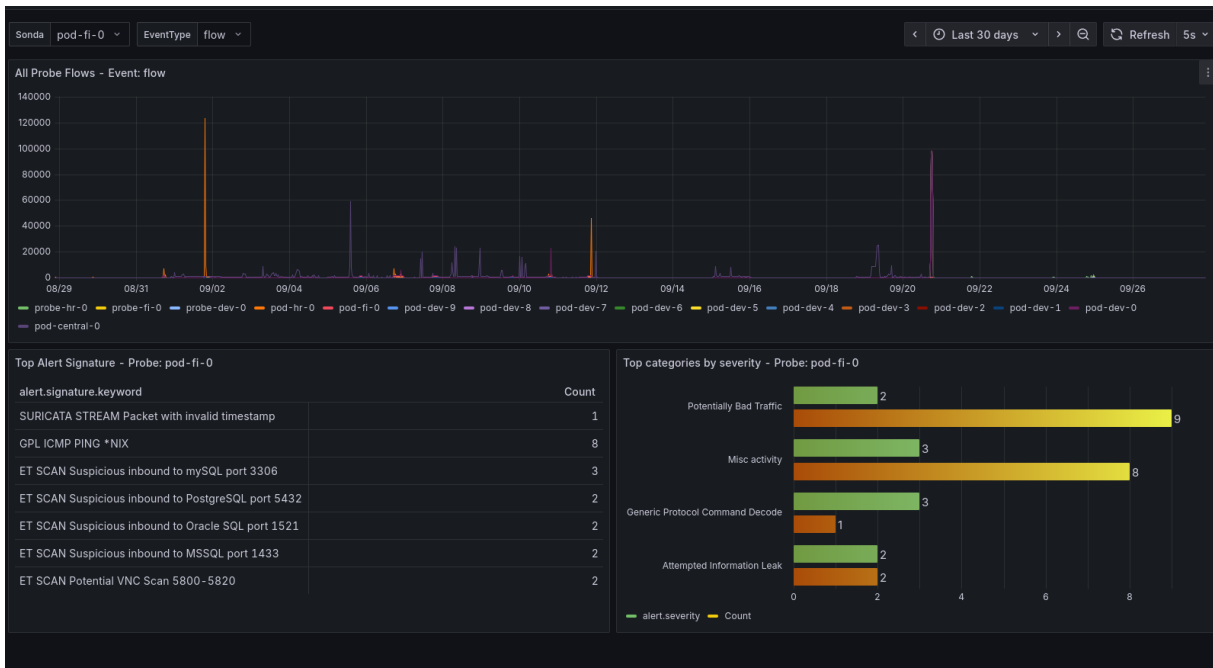 Sonda pod-fi-0 EventType flow Last 30 days Refresh 5s
All Probe Flows - Event: flow
140000
120000
100000
80000
60000
40000
20000
0
08/29 08/31 09/02 09/04 09/06 09/08 09/10 09/12 09/14 09/16 09/18 09/20 09/22 09/24 09/26
probe-hr-0 probe-fi-0 probe-dev-0 pod-hr-0 pod-fi-0 pod-dev-9 pod-dev-8 pod-dev-7 pod-dev-6 pod-dev-5 pod-dev-4 pod-dev-3 pod-dev-2 pod-dev-1 pod-dev-0
pod-central-0
Top Alert Signature - Probe: pod-fi-0
alert.signature.keyword Count
SURICATA STREAM Packet with invalid timestamp 1
GPL ICMP PING *NIX 8
ET SCAN Suspicious inbound to mySQL port 3306 3
ET SCAN Suspicious inbound to PostgreSQL port 5432 2
ET SCAN Suspicious inbound to Oracle SQL port 1521 2
ET SCAN Suspicious inbound to MSSQL port 1433 2
ET SCAN Potential VNC Scan 5800-5820 2
Top categories by severity - Probe: pod-fi-0
Potentially Bad Traffic 2 9
Misc activity 3 8
Generic Protocol Command Decode 3 1
Attempted Information Leak 2 2
0 2 4 6 8
alert.severity Count